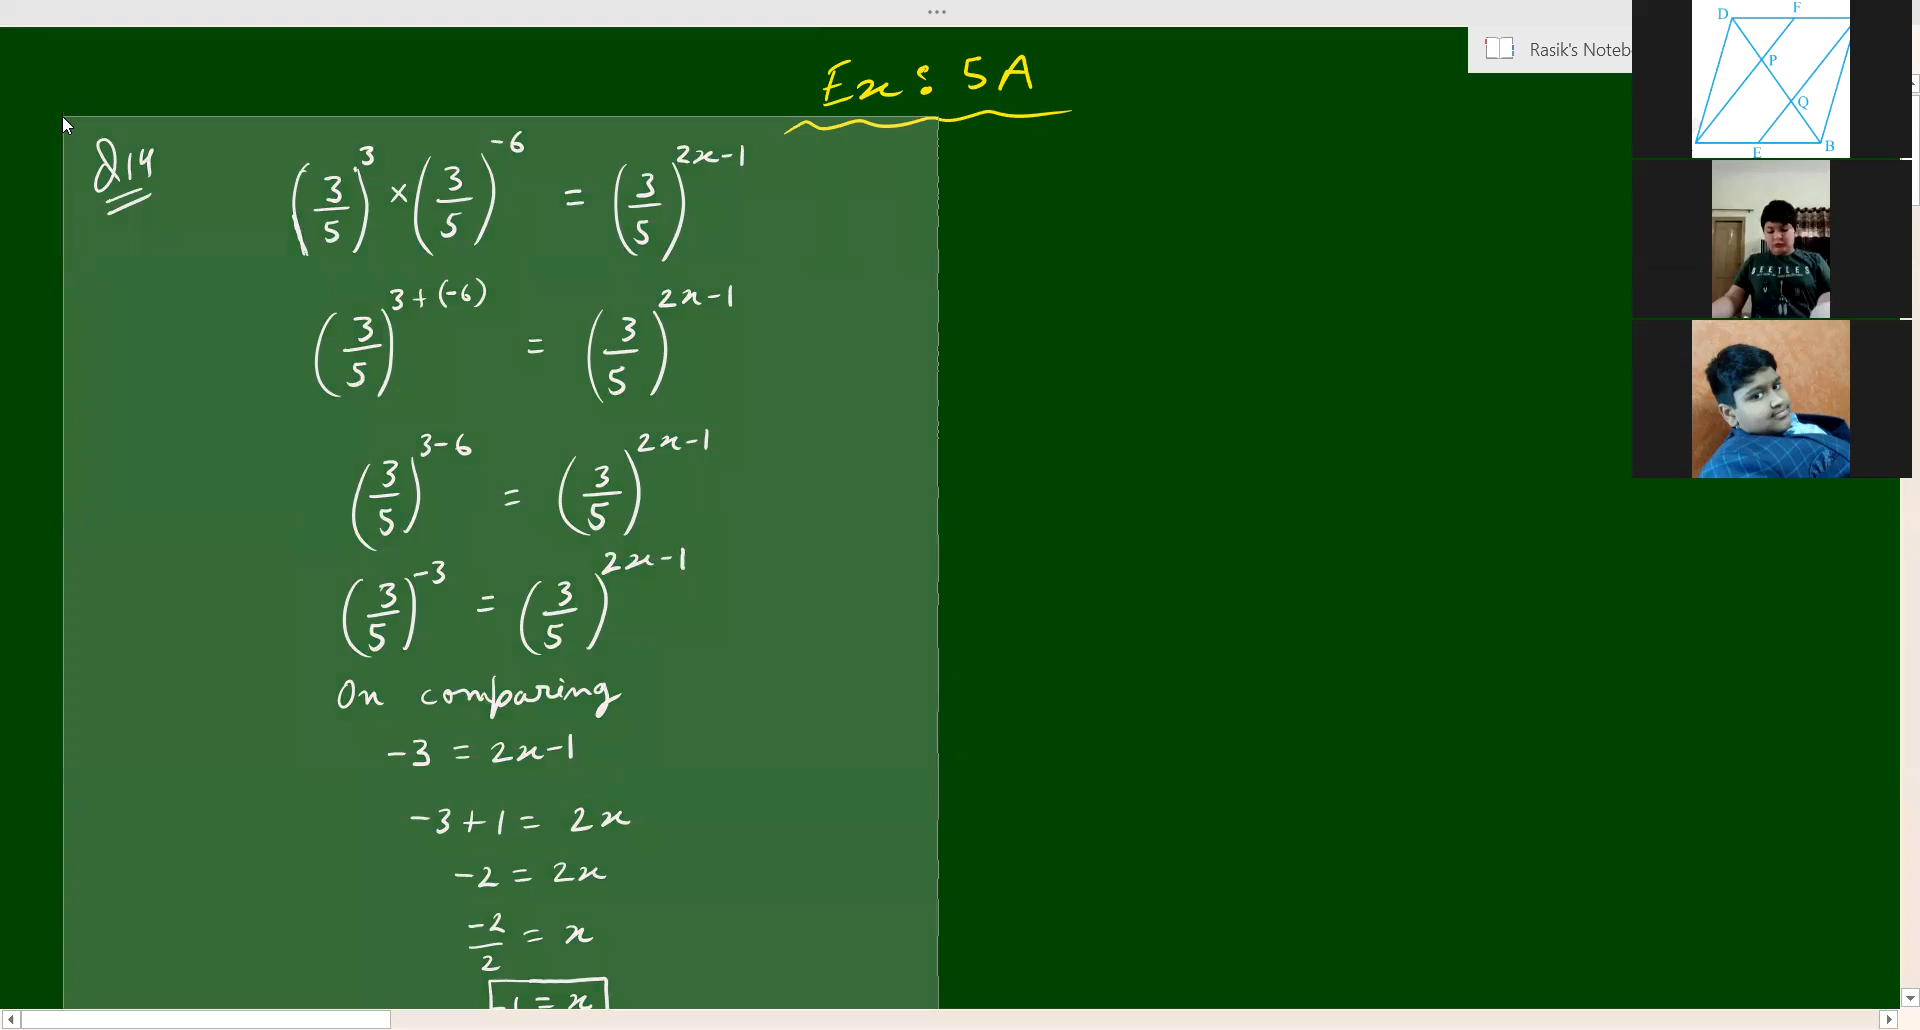 Ex: 5A
Rasik's Noteb
Q14
(3/5)^3 × (3/5)^-6 = (3/5)^2x-1
(3/5)^3+(-6) = (3/5)^2x-1
(3/5)^3-6 = (3/5)^2x-1
(3/5)^-3 = (3/5)^2x-1
On comparing
-3 = 2x-1
-3+1 = 2x
-2 = 2x
-2/2 = x
-1 = x
D F
P
Q
E B
BEETLES